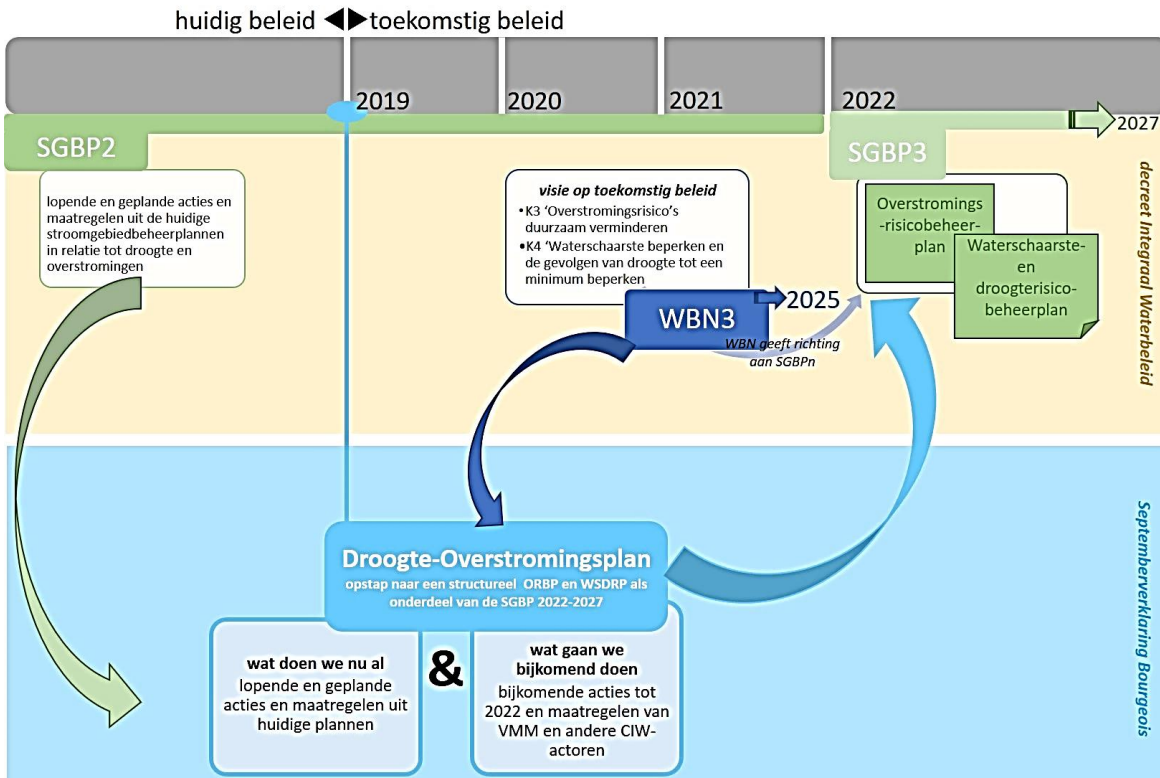 huidig beleid ◀▶ toekomstig beleid
2019
2020
2021
2022
2027
SGBP2
SGBP3
lopende en geplande acties en
maatregelen uit de huidige
stroomgebiedbeheerplannen
in relatie tot droogte en
overstromingen
visie op toekomstig beleid
•K3 ‘Overstromingsrisico’s
duurzaam verminderen
•K4 ‘Waterschaarste beperken en
de gevolgen van droogte tot een
minimum beperken
WBN3
2025
WBN geeft richting
aan SGBPn
Overstromings
-risicobeheer-
plan
Waterschaarste-
en
droogterisico-
beheerplan
decreet Integraal Waterbeleid
Droogte-Overstromingsplan
opstap naar een structureel ORBP en WSDRP als
onderdeel van de SGBP 2022-2027
wat doen we nu al
lopende en geplande
acties en maatregelen uit
huidige plannen
&
wat gaan we
bijkomend doen
bijkomende acties tot
2022 en maatregelen van
VMM en andere CIW-
actoren
Septemberverklaring Bourgeois